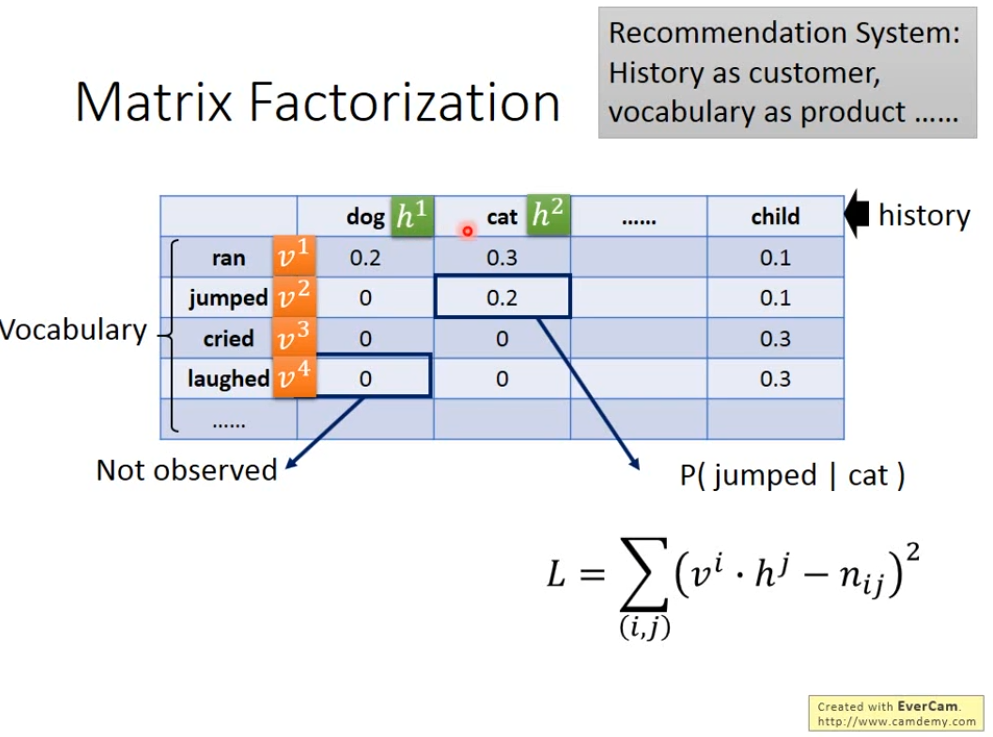 Recommendation System:
History as customer,
vocabulary as product ......
Matrix Factorization
dog h¹ cat h² ...... child
history
ran v¹ 0.2 0.3 0.1
jumped v² 0 0.2 0.1
Vocabulary
cried v³ 0 0 0.3
laughed v⁴ 0 0 0.3
......
Not observed
P( jumped | cat )
L = ∑(i,j) (vⁱ · hʲ − nᵢⱼ)²
Created with EverCam.
http://www.camdemy.com